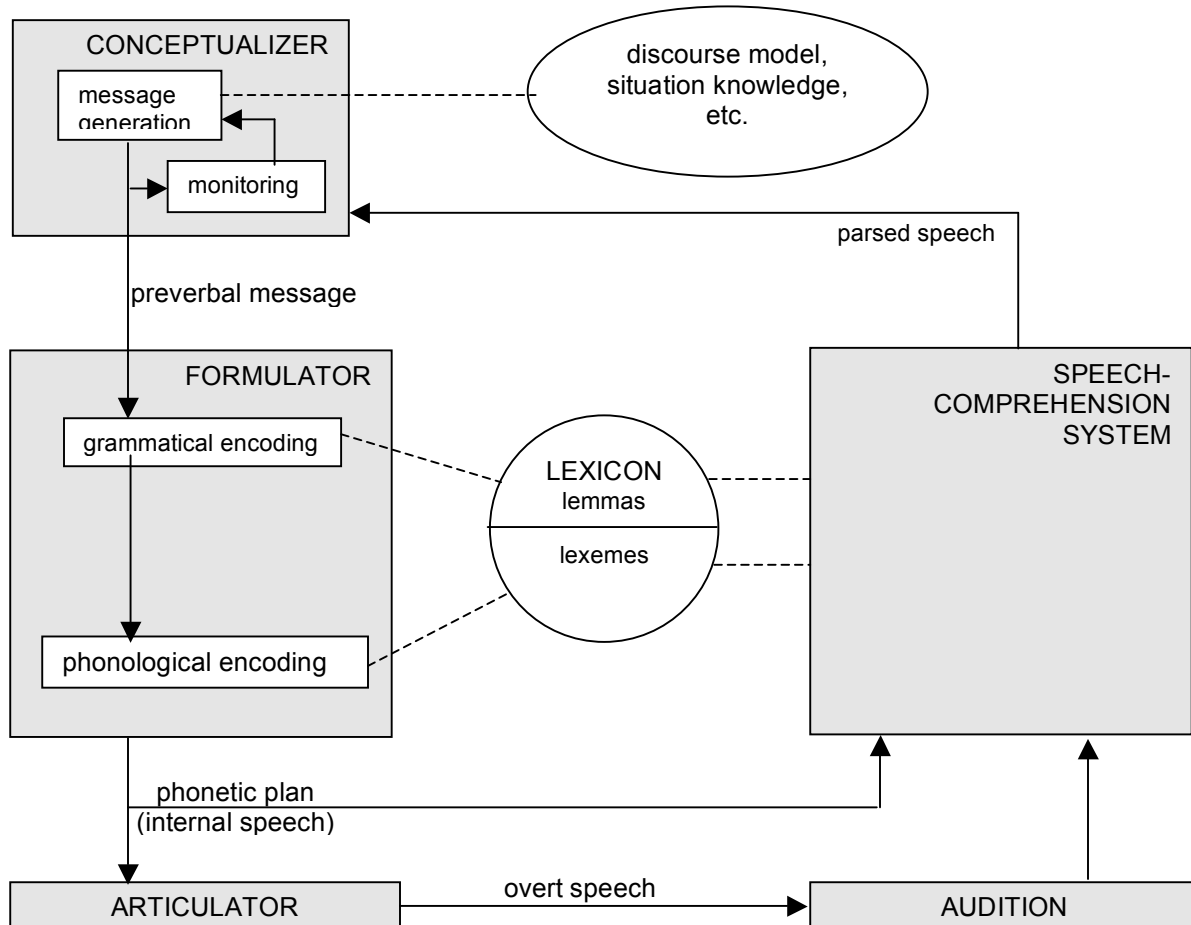 CONCEPTUALIZER
message
generation
monitoring
discourse model,
situation knowledge,
etc.
parsed speech
preverbal message
FORMULATOR
grammatical encoding
phonological encoding
LEXICON
lemmas
lexemes
SPEECH-
COMPREHENSION
SYSTEM
phonetic plan
(internal speech)
ARTICULATOR
overt speech
AUDITION